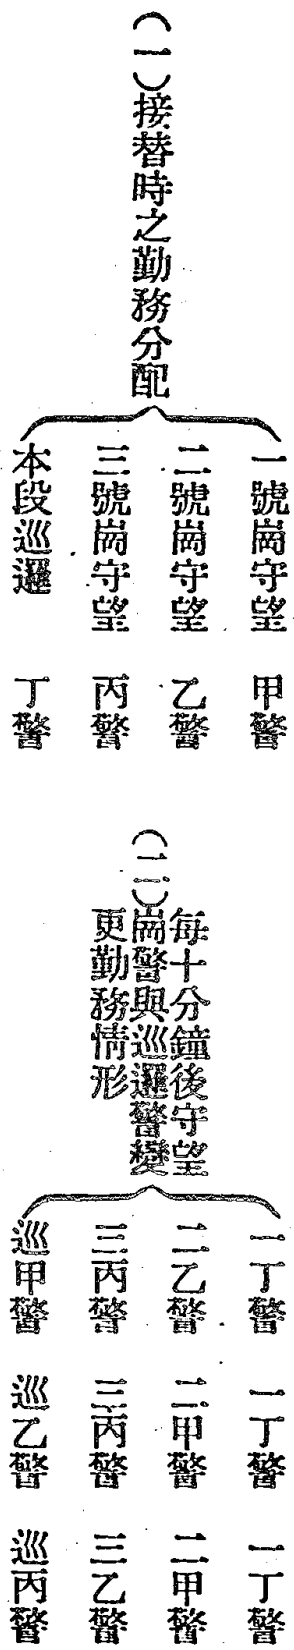 （一）接替時之勤務分配
一號崗守望　甲警
二號崗守望　乙警
三號崗守望　丙警
本段巡邏　丁警
（二）每十分鐘後守望
崗警與巡邏警變
更勤務情形
一丁警　一丁警　一丁警
二乙警　二甲警　二甲警
三丙警　三丙警　三乙警
巡甲警　巡乙警　巡丙警